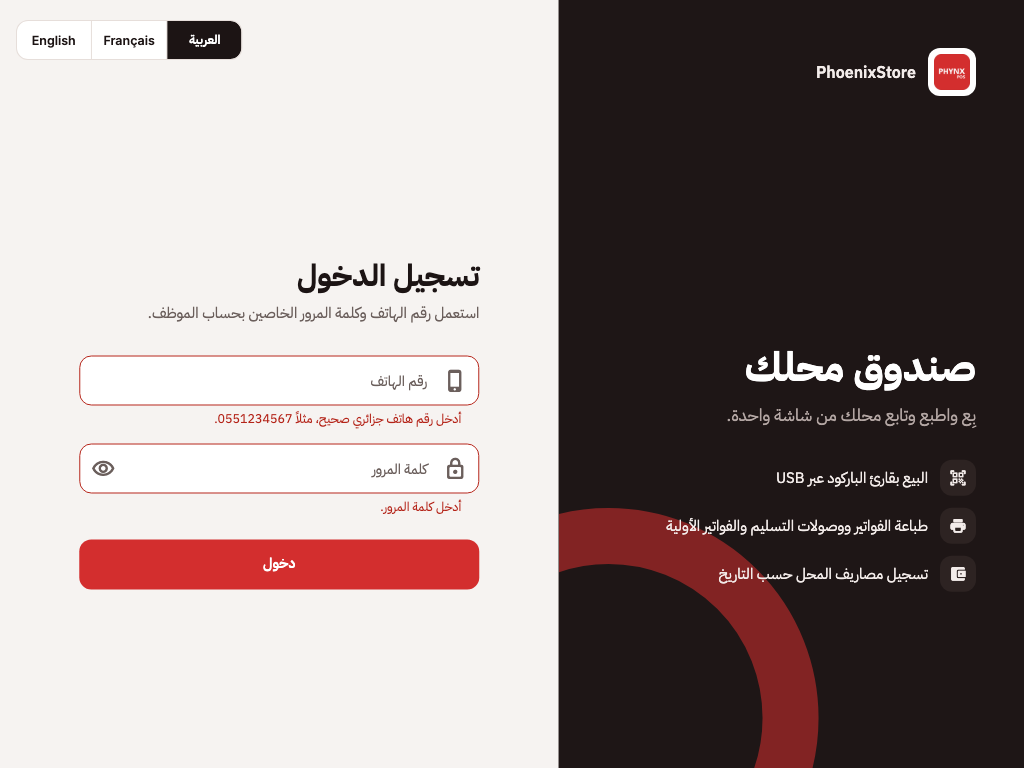 PhoenixStore
PHYNX
POS
صندوق محلك
بِع واطبع وتابع محلك من شاشة واحدة.
البيع بقارئ الباركود عبر USB
طباعة الفواتير ووصولات التسليم والفواتير الأولية
تسجيل مصاريف المحل حسب التاريخ
العربية
Français
English
تسجيل الدخول
استعمل رقم الهاتف وكلمة المرور الخاصين بحساب الموظف.
رقم الهاتف
أدخل رقم هاتف جزائري صحيح، مثلاً 0551234567.
كلمة المرور
أدخل كلمة المرور.
دخول